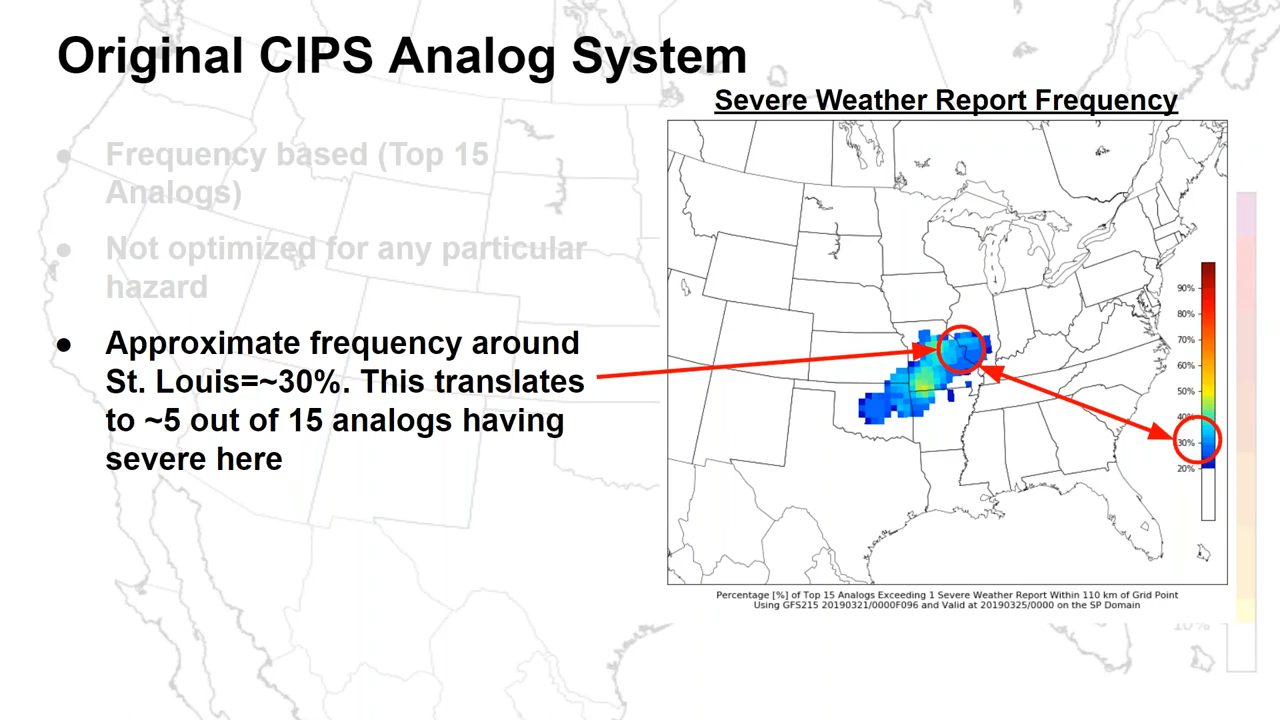 Original CIPS Analog System
Severe Weather Report Frequency
● Frequency based (Top 15
Analogs)
● Not optimized for any particular
hazard
● Approximate frequency around
St. Louis=~30%. This translates
to ~5 out of 15 analogs having
severe here
90%
80%
70%
60%
50%
40%
30%
20%
Percentage [%] of Top 15 Analogs Exceeding 1 Severe Weather Report Within 110 km of Grid Point
Using GFS215 20190321/0000F096 and Valid at 20190325/0000 on the SP Domain
10%